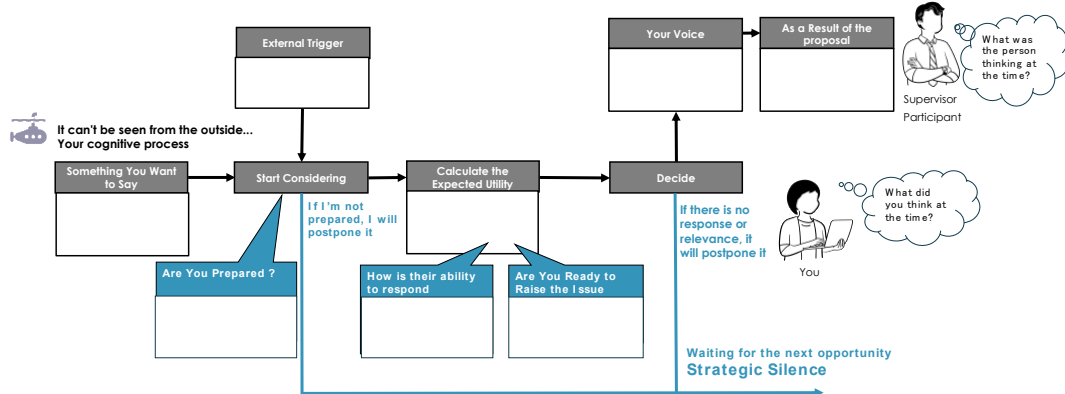 External Trigger
Your Voice
As a Result of the
proposal
What was
the person
thinking at
the time?
Supervisor
Participant
It can't be seen from the outside...
Your cognitive process
Something You Want
to Say
Start Considering
Calculate the
Expected Utility
Decide
If I'm not
prepared, I will
postpone it
If there is no
response or
relevance, it
will postpone it
What did
you think at
the time?
You
Are You Prepared ?
How is their ability
to respond
Are You Ready to
Raise the Issue
Waiting for the next opportunity
Strategic Silence